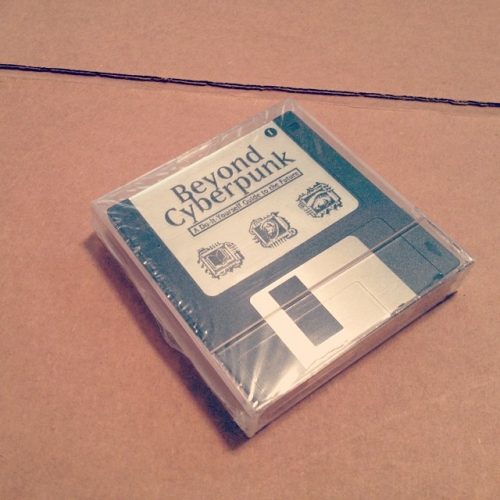 1
Beyond
Cyberpunk
A Do-It-Yourself Guide to the Future